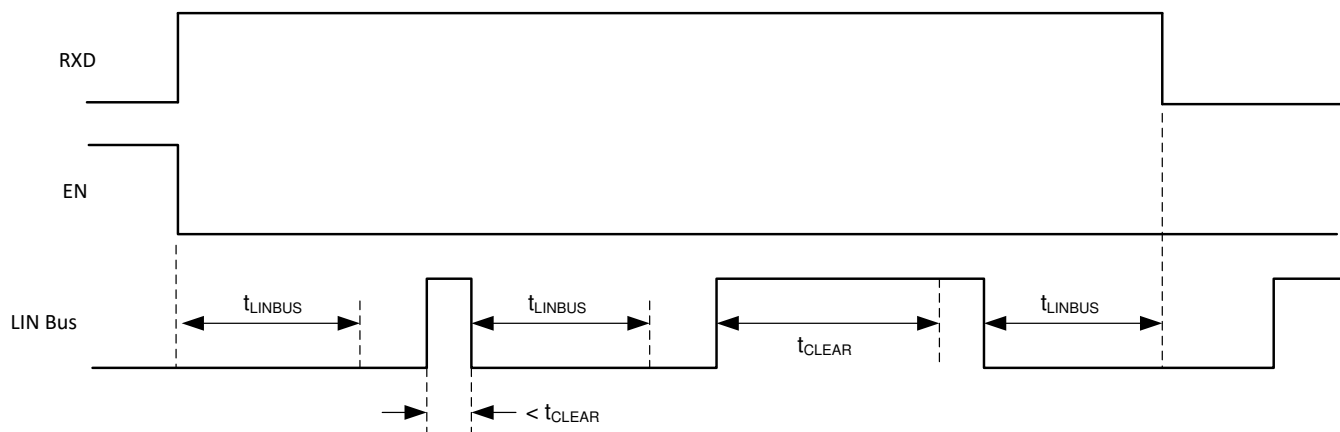 RXD
EN
LIN Bus
tLINBUS
tLINBUS
tCLEAR
tLINBUS
< tCLEAR